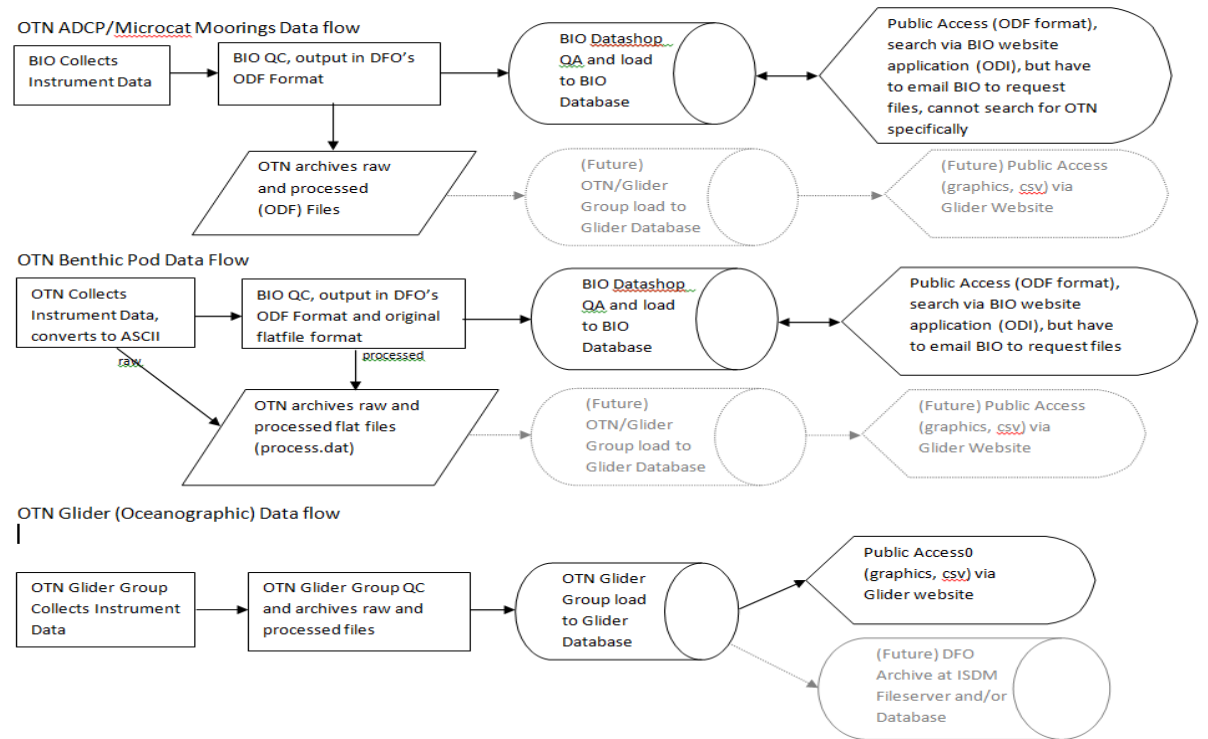 OTN ADCP/Microcat Moorings Data flow
BIO Collects
Instrument Data
BIO QC, output in DFO's
ODF Format
BIO Datashop
QA and load
to BIO
Database
Public Access (ODF format),
search via BIO website
application (ODI), but have
to email BIO to request
files, cannot search for OTN
specifically
OTN archives raw
and processed
(ODF) Files
(Future)
OTN/Glider
Group load to
Glider Database
(Future) Public Access
(graphics, csv) via
Glider Website
OTN Benthic Pod Data Flow
OTN Collects
Instrument Data,
converts to ASCII
BIO QC, output in DFO's
ODF Format and original
flatfile format
BIO Datashop
QA and load
to BIO
Database
Public Access (ODF format),
search via BIO website
application (ODI), but have
to email BIO to request files
raw
processed
OTN archives raw and
processed flat files
(process.dat)
(Future)
OTN/Glider
Group load to
Glider Database
(Future) Public Access
(graphics, csv) via
Glider Website
OTN Glider (Oceanographic) Data flow
OTN Glider Group
Collects Instrument
Data
OTN Glider Group QC
and archives raw and
processed files
OTN Glider
Group load
to Glider
Database
Public Access0
(graphics, csv) via
Glider website
(Future) DFO
Archive at ISDM
Fileserver and/or
Database